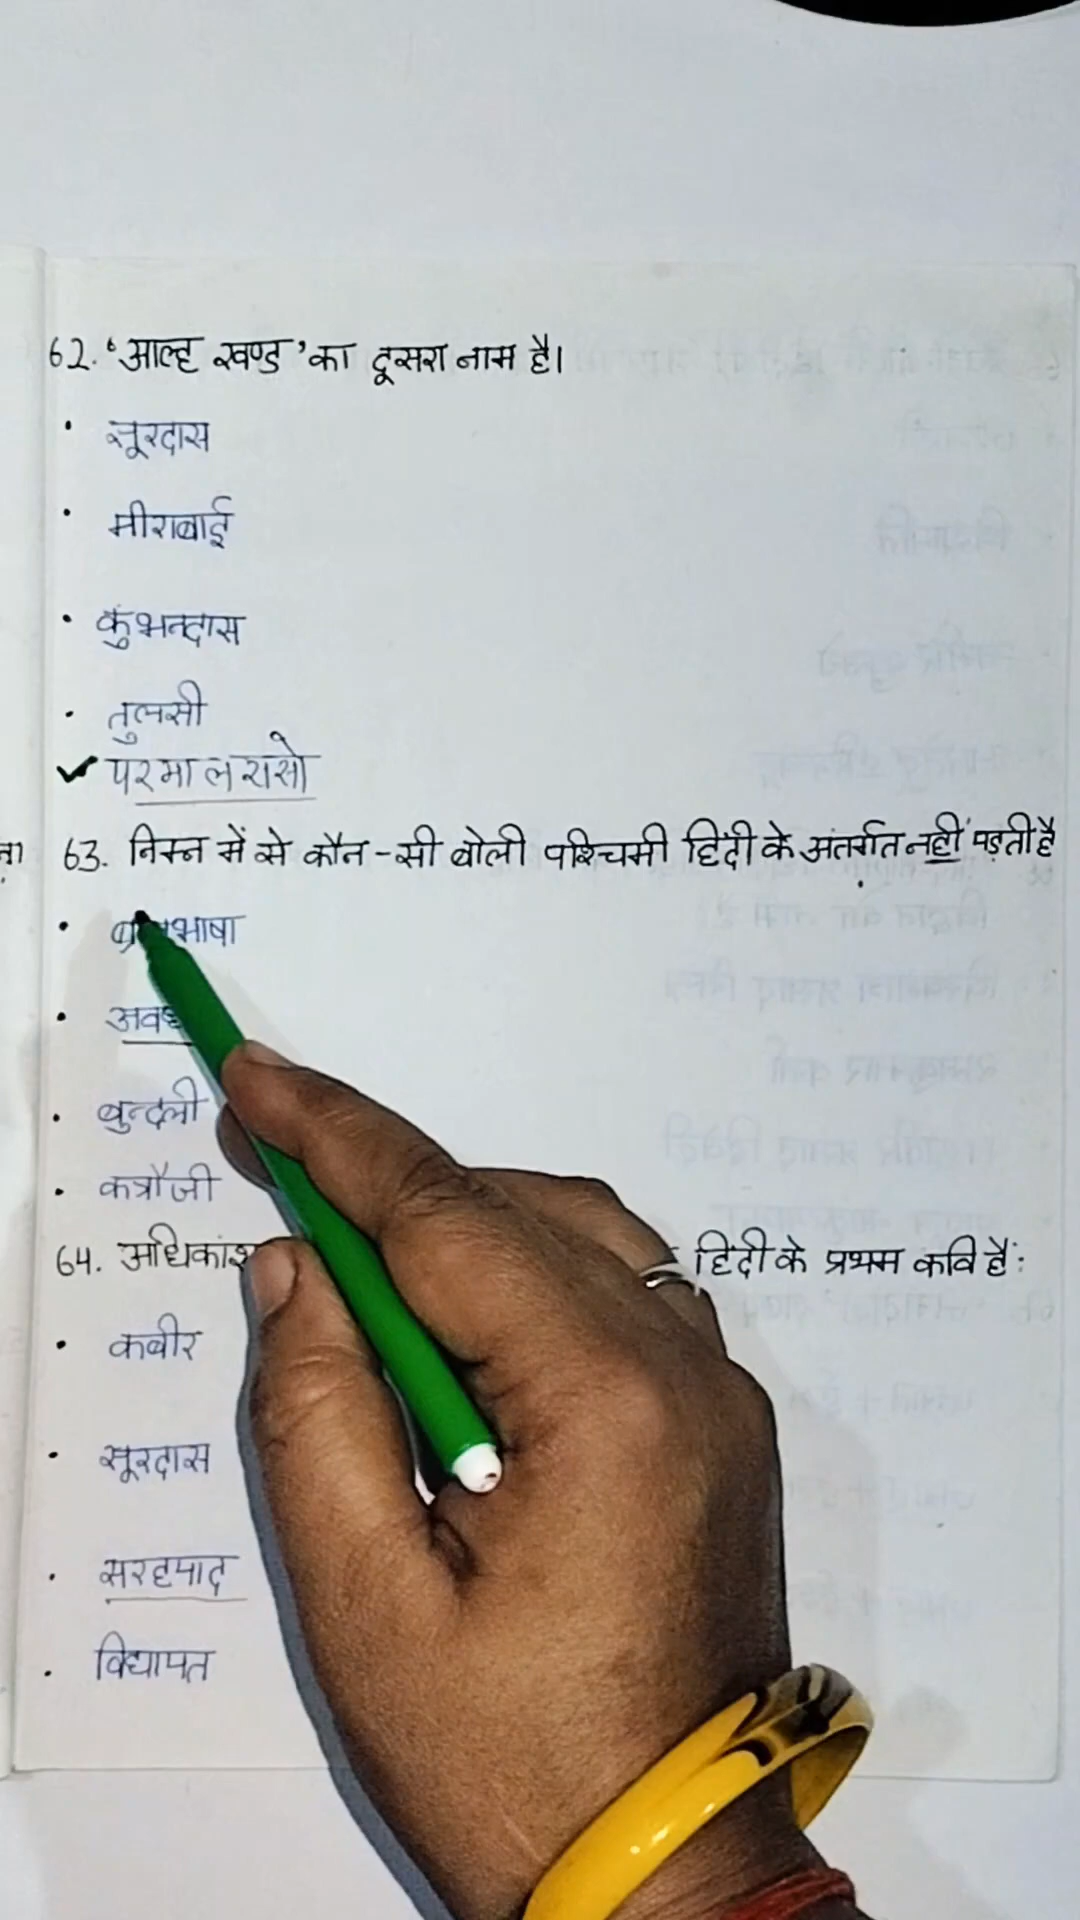 62. 'आल्ह खण्ड' का दूसरा नाम है।
• सूरदास
• मीराबाई
• कुंभनदास
• तुलसी
✓ परमाल रासो
63. निम्न में से कौन-सी बोली पश्चिमी हिंदी के अंतर्गत नहीं पड़ती है
• भाषा
•
• बुन्देली
• कन्नौजी
64. अधिकांश हिंदी के प्रथम कवि हैं:
• कबीर
• सूरदास
• सरहपाद
• विद्यापत